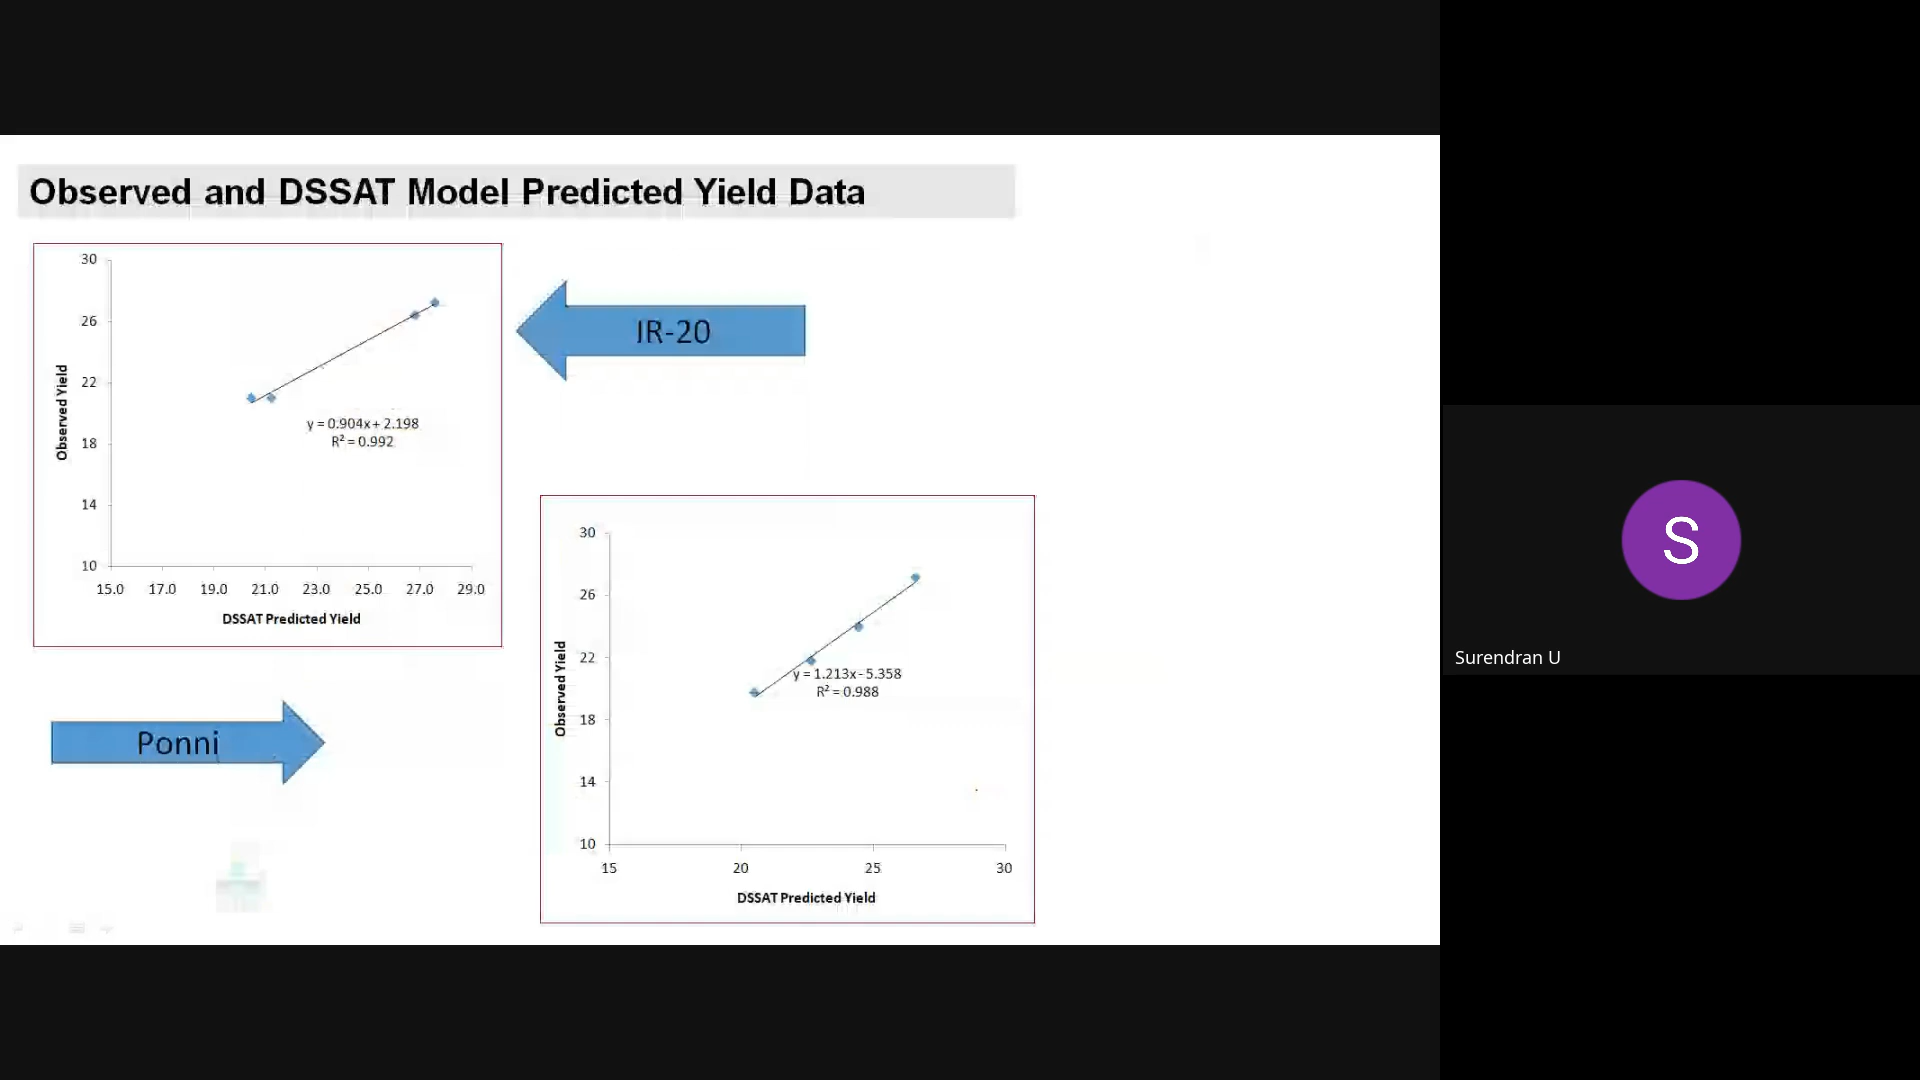 Observed and DSSAT Model Predicted Yield Data
30
26
22
18
14
10
Observed Yield
y = 0.904x + 2.198
R² = 0.992
15.0 17.0 19.0 21.0 23.0 25.0 27.0 29.0
DSSAT Predicted Yield
IR-20
Ponni
30
26
22
18
14
10
Observed Yield
y = 1.213x - 5.358
R² = 0.988
15 20 25 30
DSSAT Predicted Yield
S
Surendran U